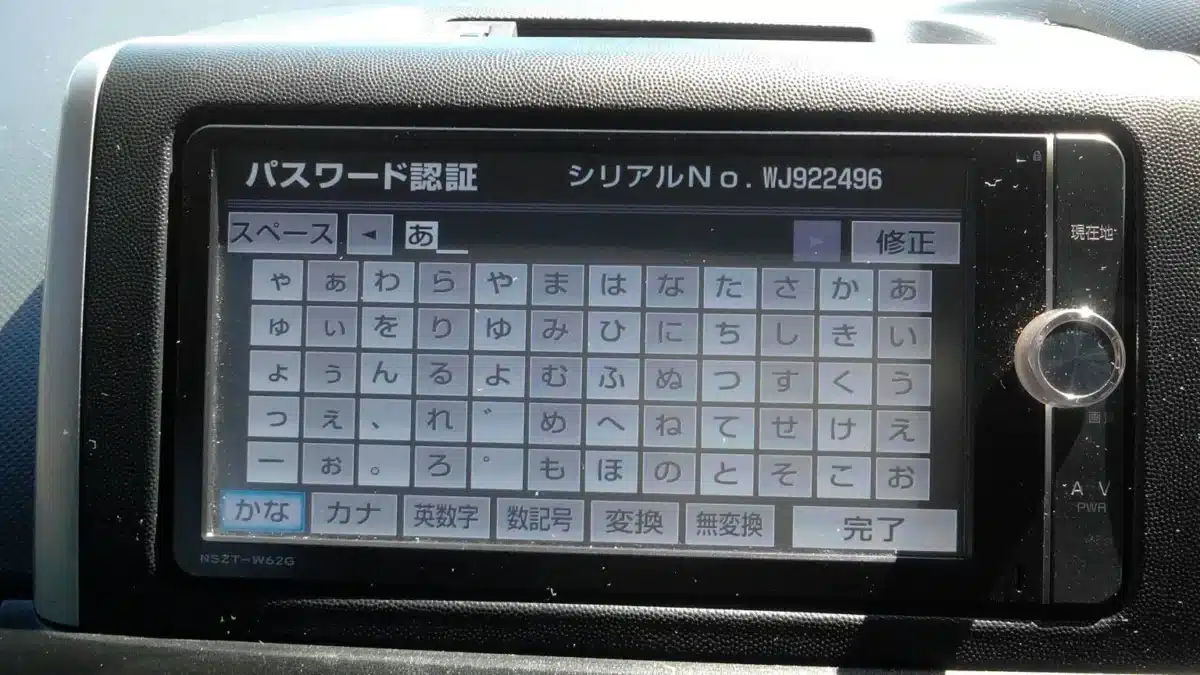 パスワード認証 シリアルNo. WJ922496
スペース ◄ あ ► 修正
ゃ ぁ わ ら や ま は な た さ か あ
ゅ ぃ を り ゆ み ひ に ち し き い
ょ ぅ ん る よ む ふ ぬ つ す く う
っ ぇ 、 れ ゛ め へ ね て せ け え
ー ぉ 。 ろ ゜ も ほ の と そ こ お
かな カナ 英数字 数記号 変換 無変換 完了
NSZT-W62G
現在地
A V
PWR